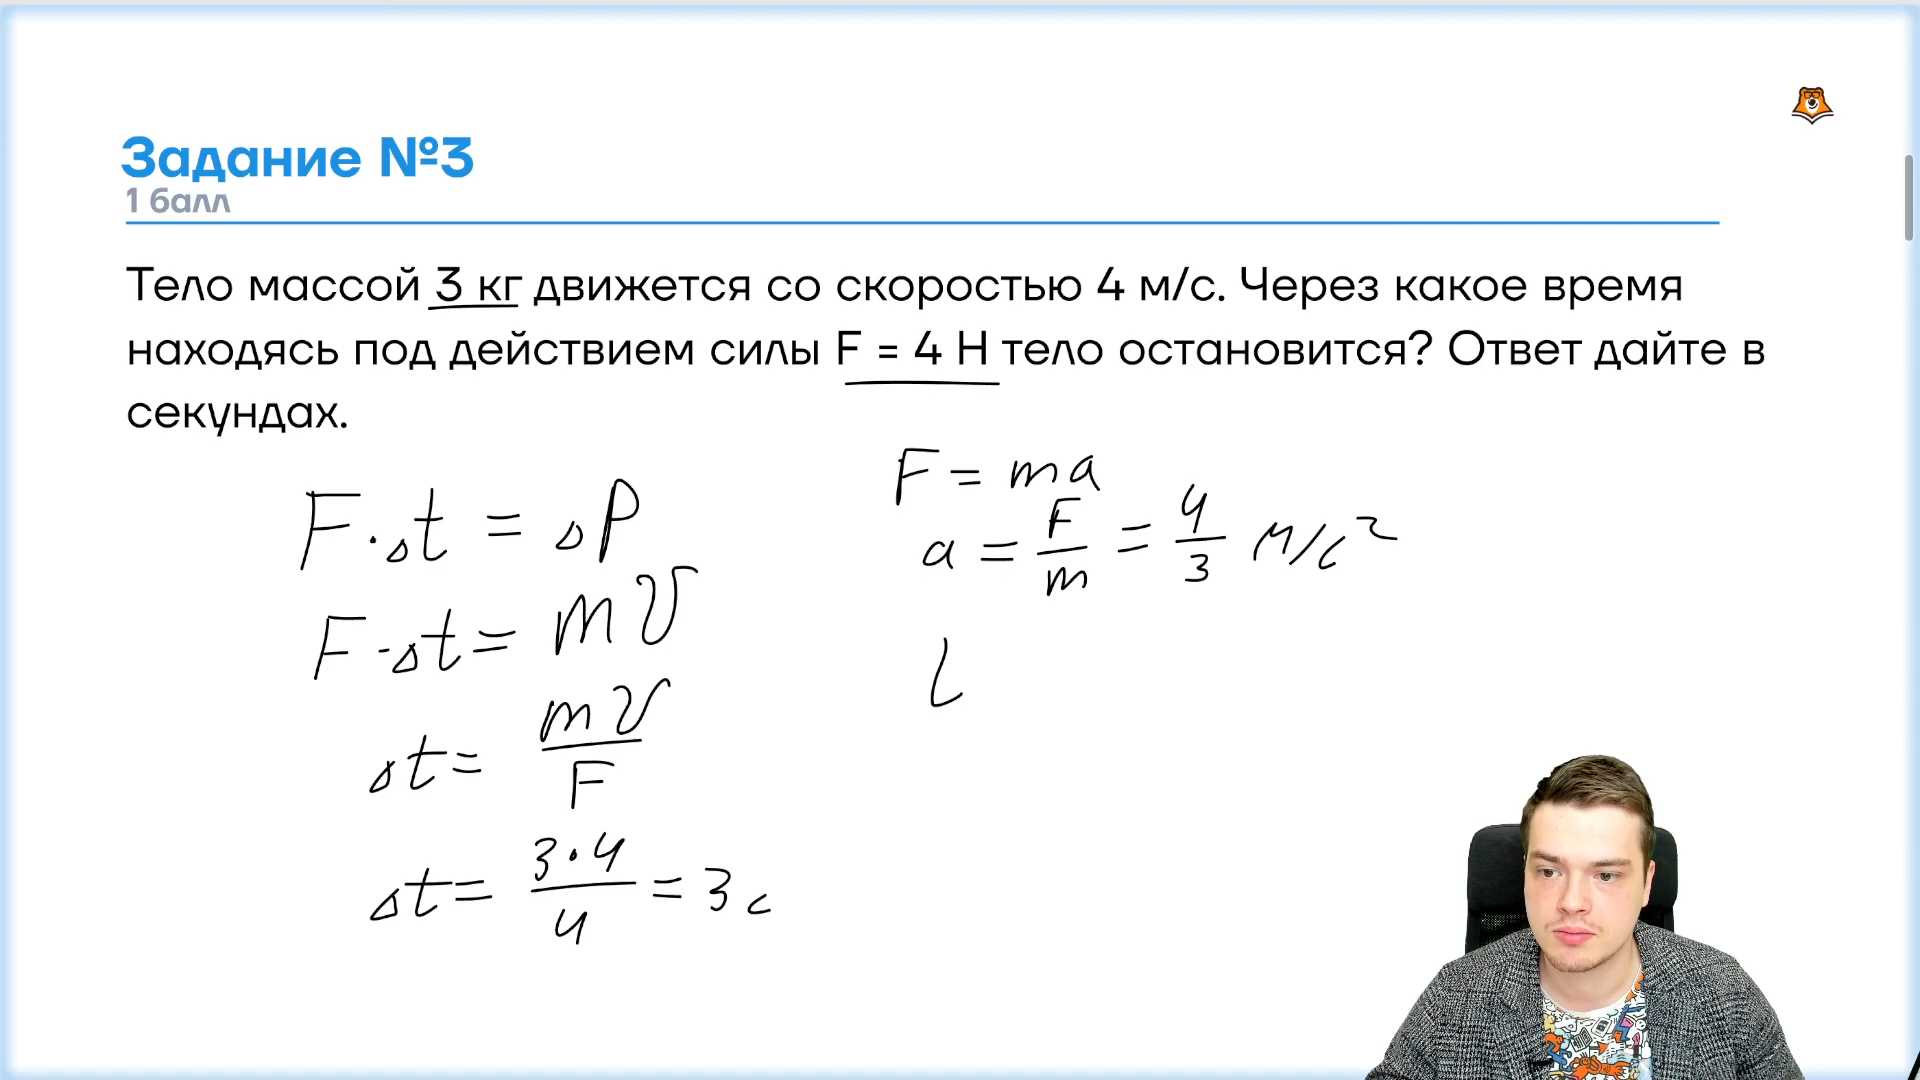 Задание №3
1 балл
Тело массой 3 кг движется со скоростью 4 м/с. Через какое время
находясь под действием силы F = 4 Н тело остановится? Ответ дайте в
секундах.
F·Δt = ΔP
F·Δt = mV
Δt = mV/F
Δt = 3·4/4 = 3 с
F = ma
a = F/m = 4/3 м/с²